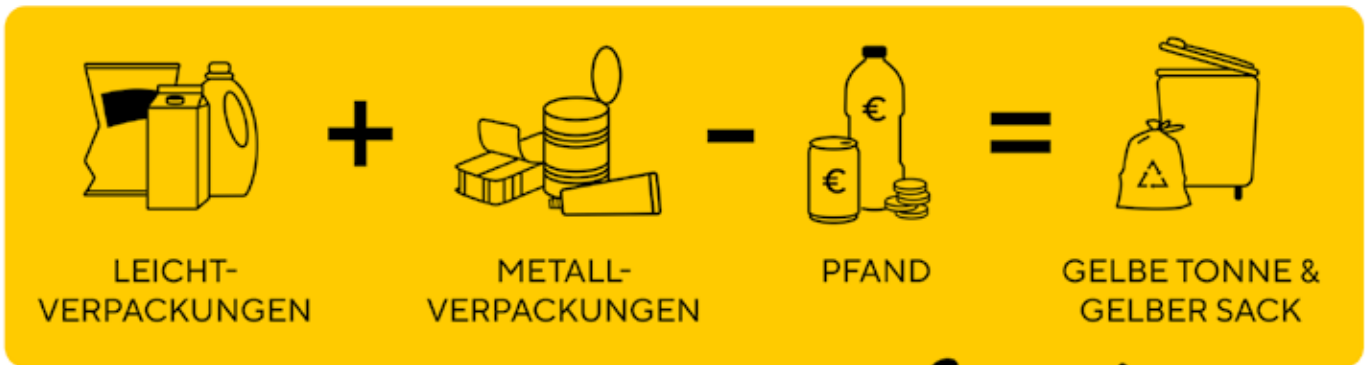 €
€
LEICHT-
VERPACKUNGEN
METALL-
VERPACKUNGEN
PFAND
GELBE TONNE &
GELBER SACK